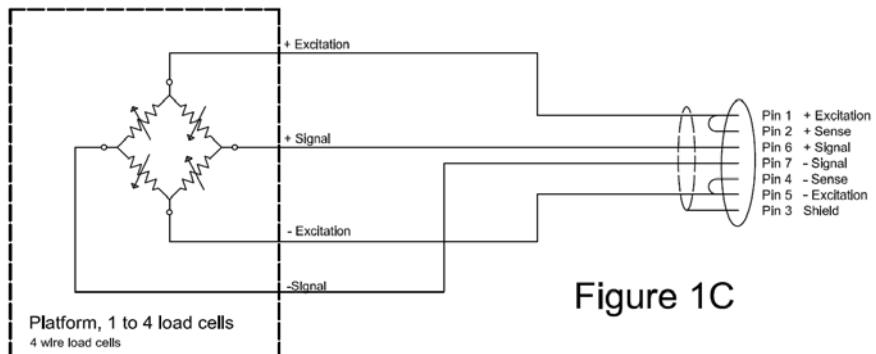 + Excitation
+ Signal
- Excitation
-Signal
Platform, 1 to 4 load cells
4 wire load cells
Pin 1 + Excitation
Pin 2 + Sense
Pin 6 + Signal
Pin 7 - Signal
Pin 4 - Sense
Pin 5 - Excitation
Pin 3 Shield
Figure 1C